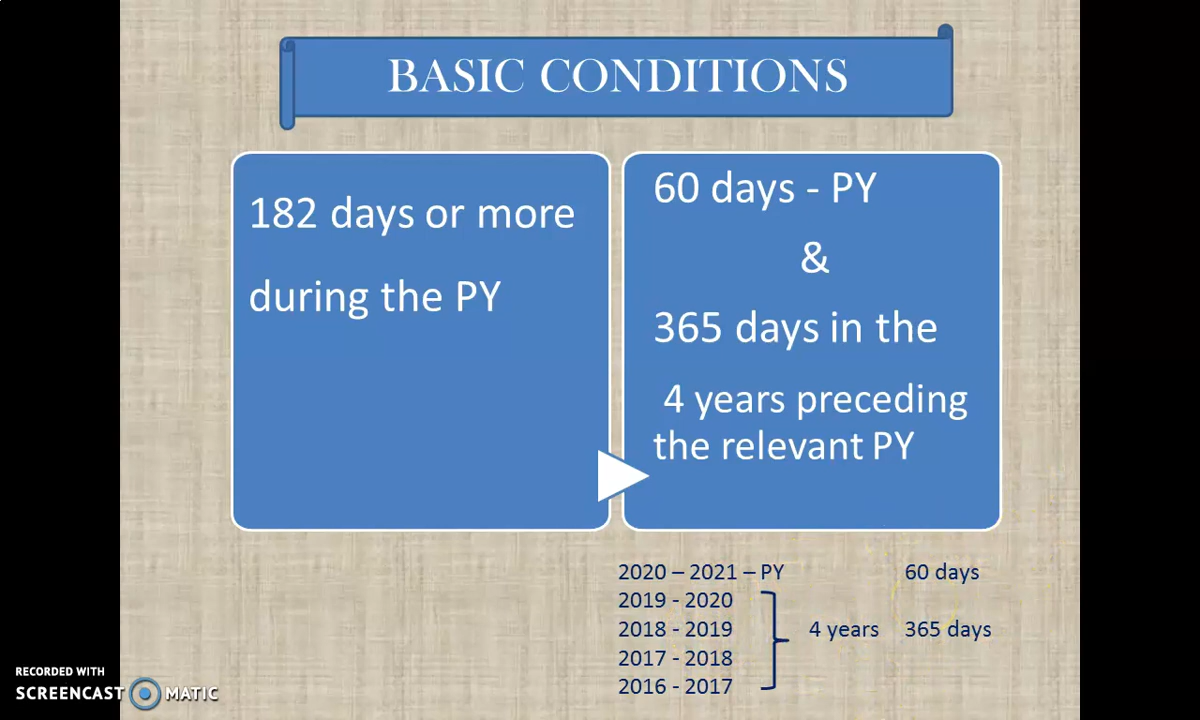 BASIC CONDITIONS
182 days or more
during the PY
60 days - PY
&
365 days in the
4 years preceding
the relevant PY
2020 – 2021 – PY 60 days
2019 - 2020
2018 - 2019 4 years 365 days
2017 - 2018
2016 - 2017
RECORDED WITH
SCREENCAST MATIC